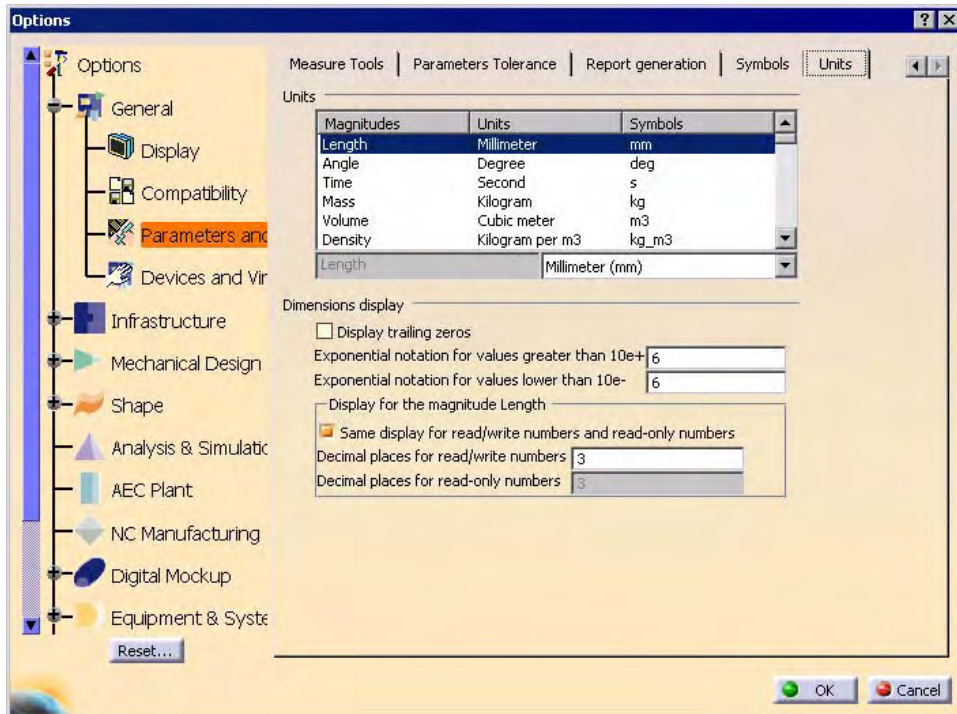 Options
Options
General
Display
Compatibility
Parameters and
Devices and Vir
Infrastructure
Mechanical Design
Shape
Analysis & Simulatic
AEC Plant
NC Manufacturing
Digital Mockup
Equipment & Syste
Reset...
Measure Tools Parameters Tolerance Report generation Symbols Units
Units
Magnitudes Units Symbols
Length Millimeter mm
Angle Degree deg
Time Second s
Mass Kilogram kg
Volume Cubic meter m3
Density Kilogram per m3 kg_m3
Length Millimeter (mm)
Dimensions display
Display trailing zeros
Exponential notation for values greater than 10e+ 6
Exponential notation for values lower than 10e- 6
Display for the magnitude Length
Same display for read/write numbers and read-only numbers
Decimal places for read/write numbers 3
Decimal places for read-only numbers 3
OK Cancel